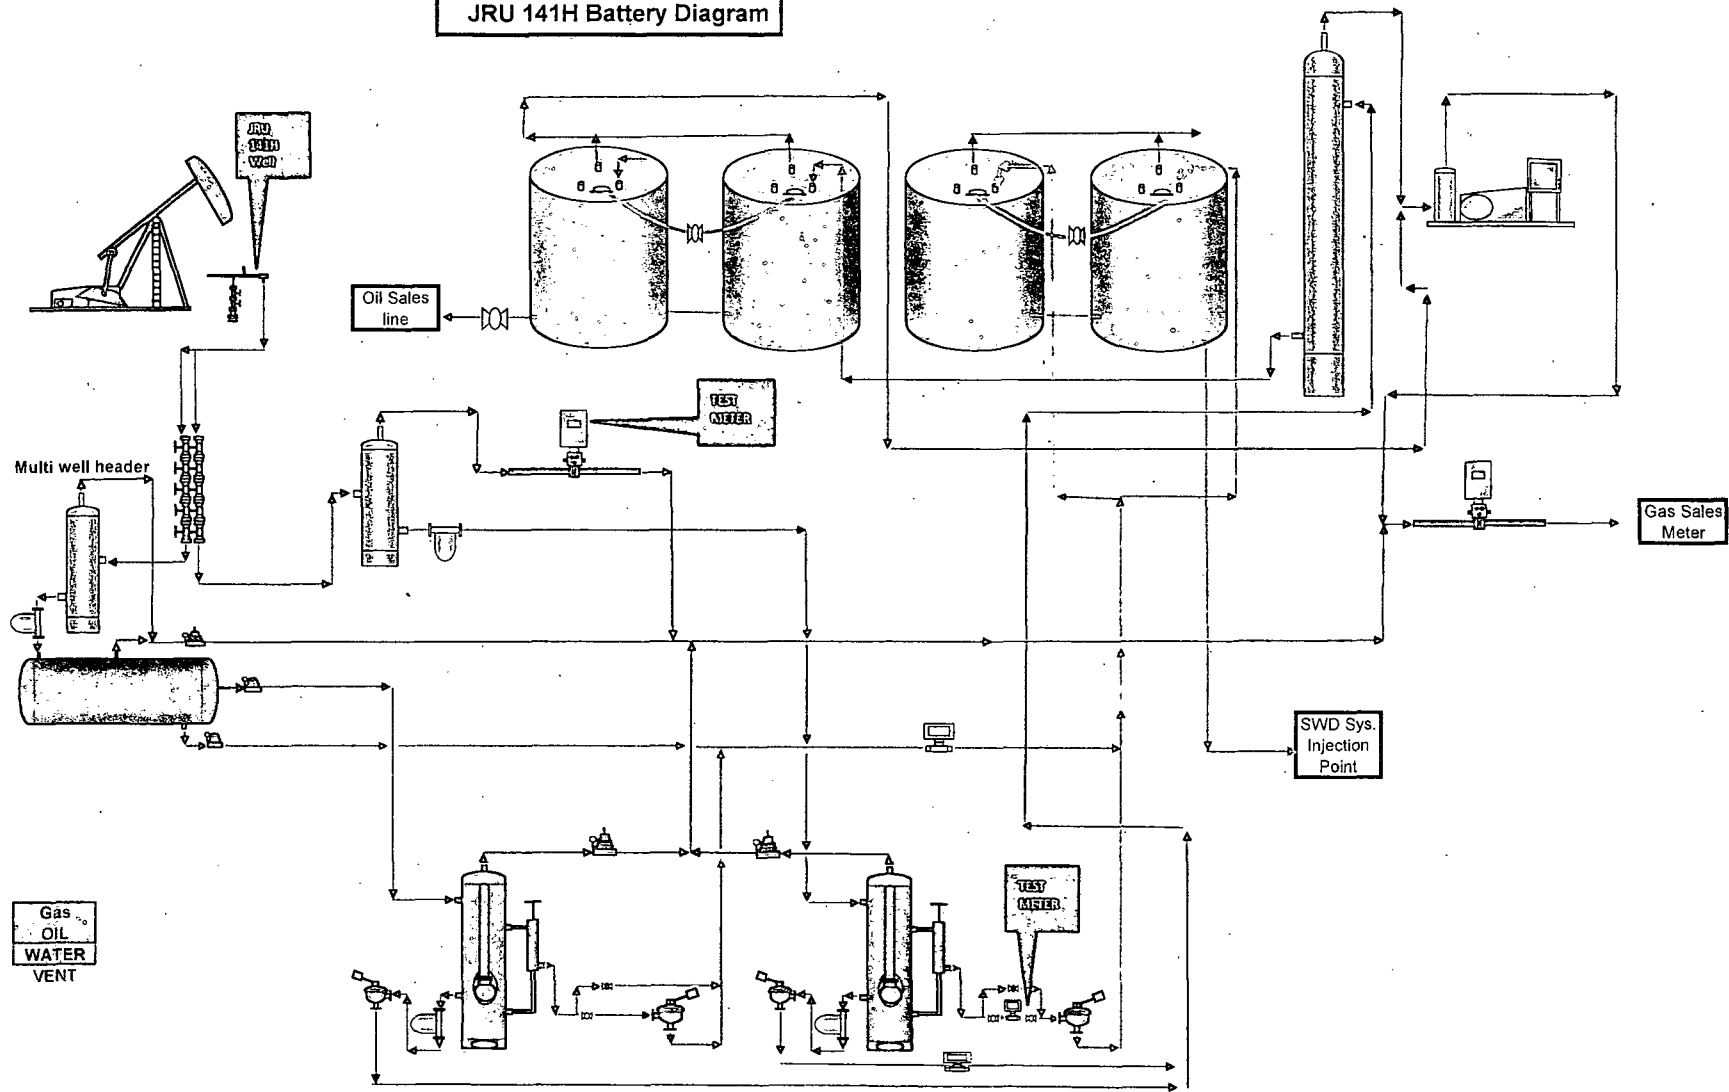 JRU 141H Battery Diagram
JRU
141H
Well
Oil Sales
line
TEST
METER
Multi well header
Gas Sales
Meter
SWD Sys.
Injection
Point
TEST
METER
Gas
OIL
WATER
VENT